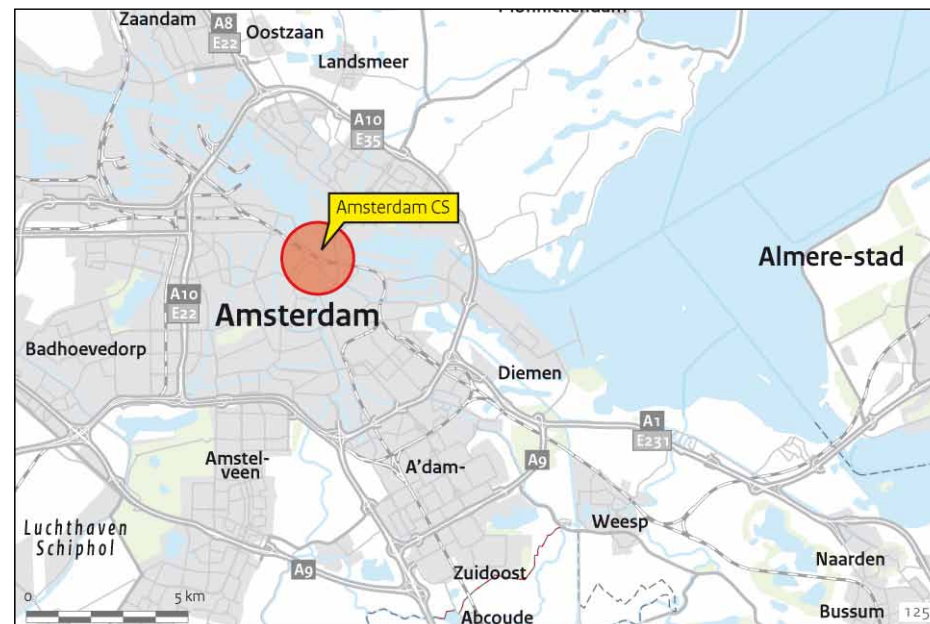 Zaandam
A8
E22
Oostzaan
Landsmeer
A10
E35
Amsterdam CS
Almere-stad
A10
E22
Amsterdam
Badhoevedorp
Diemen
A1
E231
Amstel-
veen
A'dam-
A9
Luchthaven
Schiphol
Weesp
A9
Zuidoost
Naarden
0
5 km
Abcoude
Bussum
125